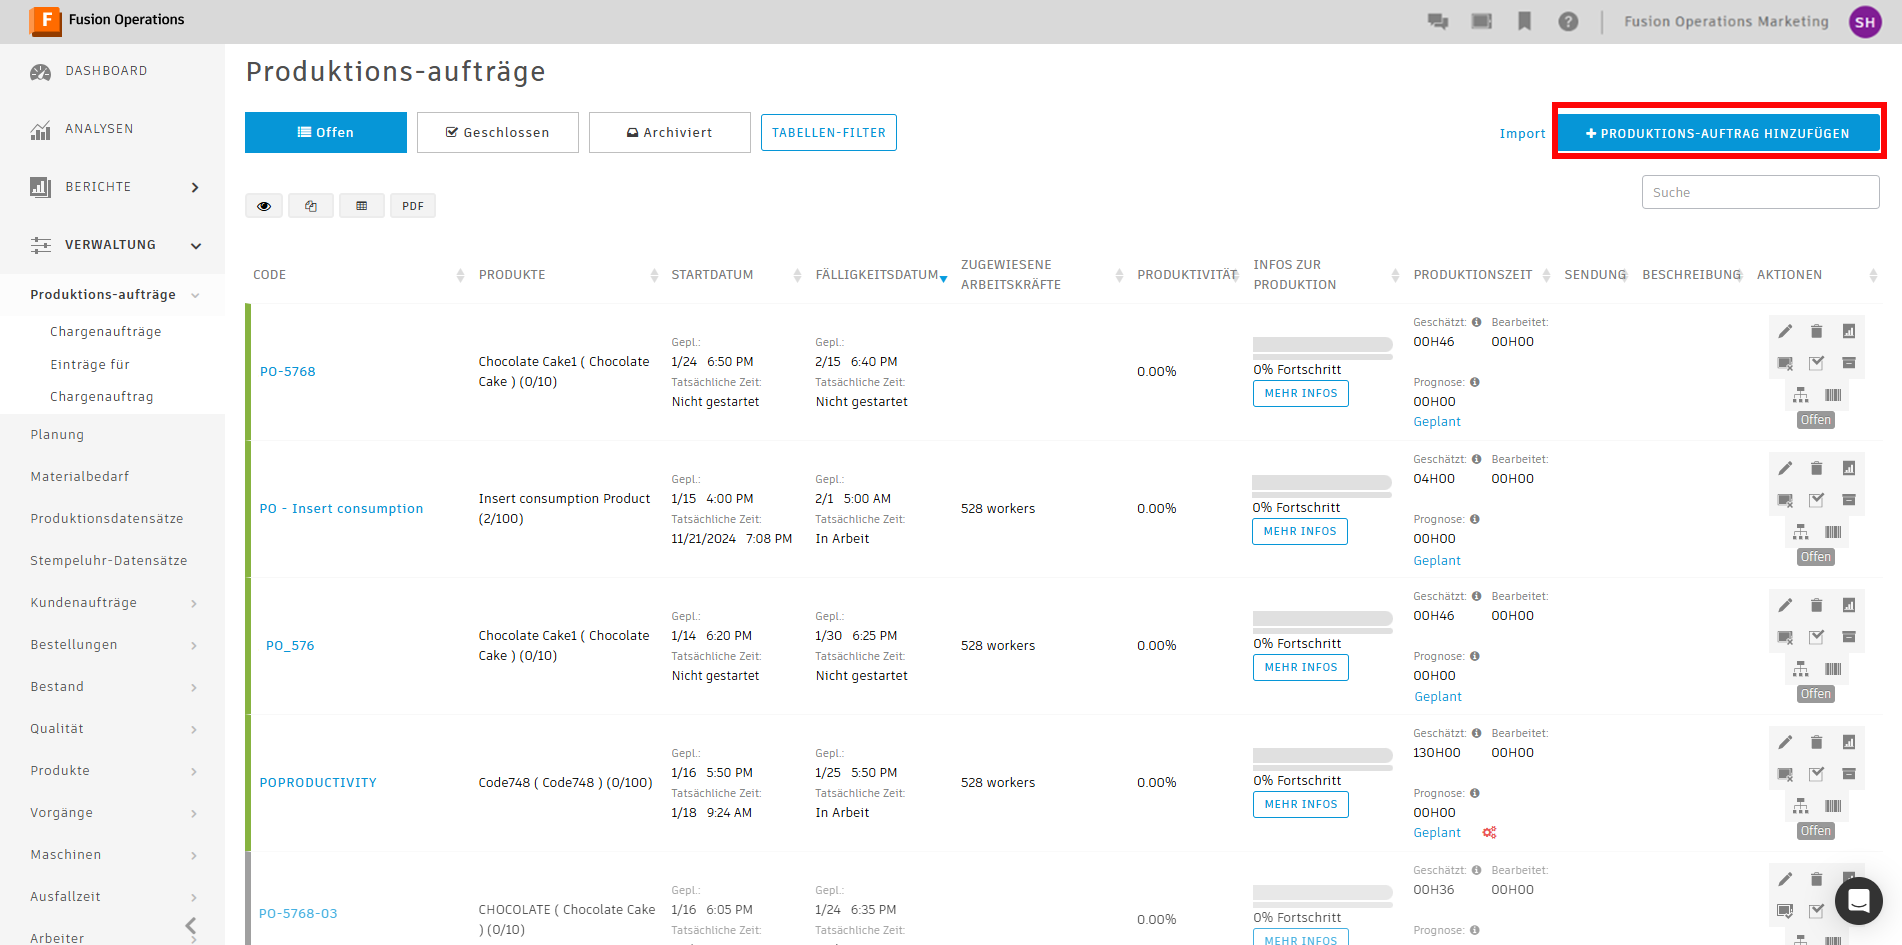 Fusion Operations
Fusion Operations Marketing
SH
DASHBOARD
ANALYSEN
BERICHTE
VERWALTUNG
Produktions-aufträge
Chargenaufträge
Einträge für
Chargenauftrag
Planung
Materialbedarf
Produktionsdatensätze
Stempeluhr-Datensätze
Kundenaufträge
Bestellungen
Bestand
Qualität
Produkte
Vorgänge
Maschinen
Ausfallzeit
Arbeiter
Produktions-aufträge
Offen
Geschlossen
Archiviert
TABELLEN-FILTER
Import
+ PRODUKTIONS-AUFTRAG HINZUFÜGEN
PDF
Suche
CODE
PRODUKTE
STARTDATUM
FÄLLIGKEITSDATUM
ZUGEWIESENE
ARBEITSKRÄFTE
PRODUKTIVITÄT
INFOS ZUR
PRODUKTION
PRODUKTIONSZEIT
SENDUNG
BESCHREIBUNG
AKTIONEN
PO-5768
Chocolate Cake1 ( Chocolate
Cake ) (0/10)
Gepl.:
1/24 6:50 PM
Tatsächliche Zeit:
Nicht gestartet
Gepl.:
2/15 6:40 PM
Tatsächliche Zeit:
Nicht gestartet
0.00%
0% Fortschritt
MEHR INFOS
Geschätzt: Bearbeitet:
00H46 00H00
Prognose:
00H00
Geplant
Offen
PO - Insert consumption
Insert consumption Product
(2/100)
Gepl.:
1/15 4:00 PM
Tatsächliche Zeit:
11/21/2024 7:08 PM
Gepl.:
2/1 5:00 AM
Tatsächliche Zeit:
In Arbeit
528 workers
0.00%
0% Fortschritt
MEHR INFOS
Geschätzt: Bearbeitet:
04H00 00H00
Prognose:
00H00
Geplant
Offen
PO_576
Chocolate Cake1 ( Chocolate
Cake ) (0/10)
Gepl.:
1/14 6:20 PM
Tatsächliche Zeit:
Nicht gestartet
Gepl.:
1/30 6:25 PM
Tatsächliche Zeit:
Nicht gestartet
528 workers
0.00%
0% Fortschritt
MEHR INFOS
Geschätzt: Bearbeitet:
00H46 00H00
Prognose:
00H00
Geplant
Offen
POPRODUCTIVITY
Code748 ( Code748 ) (0/100)
Gepl.:
1/16 5:50 PM
Tatsächliche Zeit:
1/18 9:24 AM
Gepl.:
1/25 5:50 PM
Tatsächliche Zeit:
In Arbeit
528 workers
0.00%
0% Fortschritt
MEHR INFOS
Geschätzt: Bearbeitet:
130H00 00H00
Prognose:
00H00
Geplant
Offen
PO-5768-03
CHOCOLATE ( Chocolate Cake
) (0/10)
Gepl.:
1/16 6:05 PM
Tatsächliche Zeit:
Gepl.:
1/24 6:35 PM
Tatsächliche Zeit:
0.00%
0% Fortschritt
MEHR INFOS
Geschätzt: Bearbeitet:
00H36 00H00
Prognose: